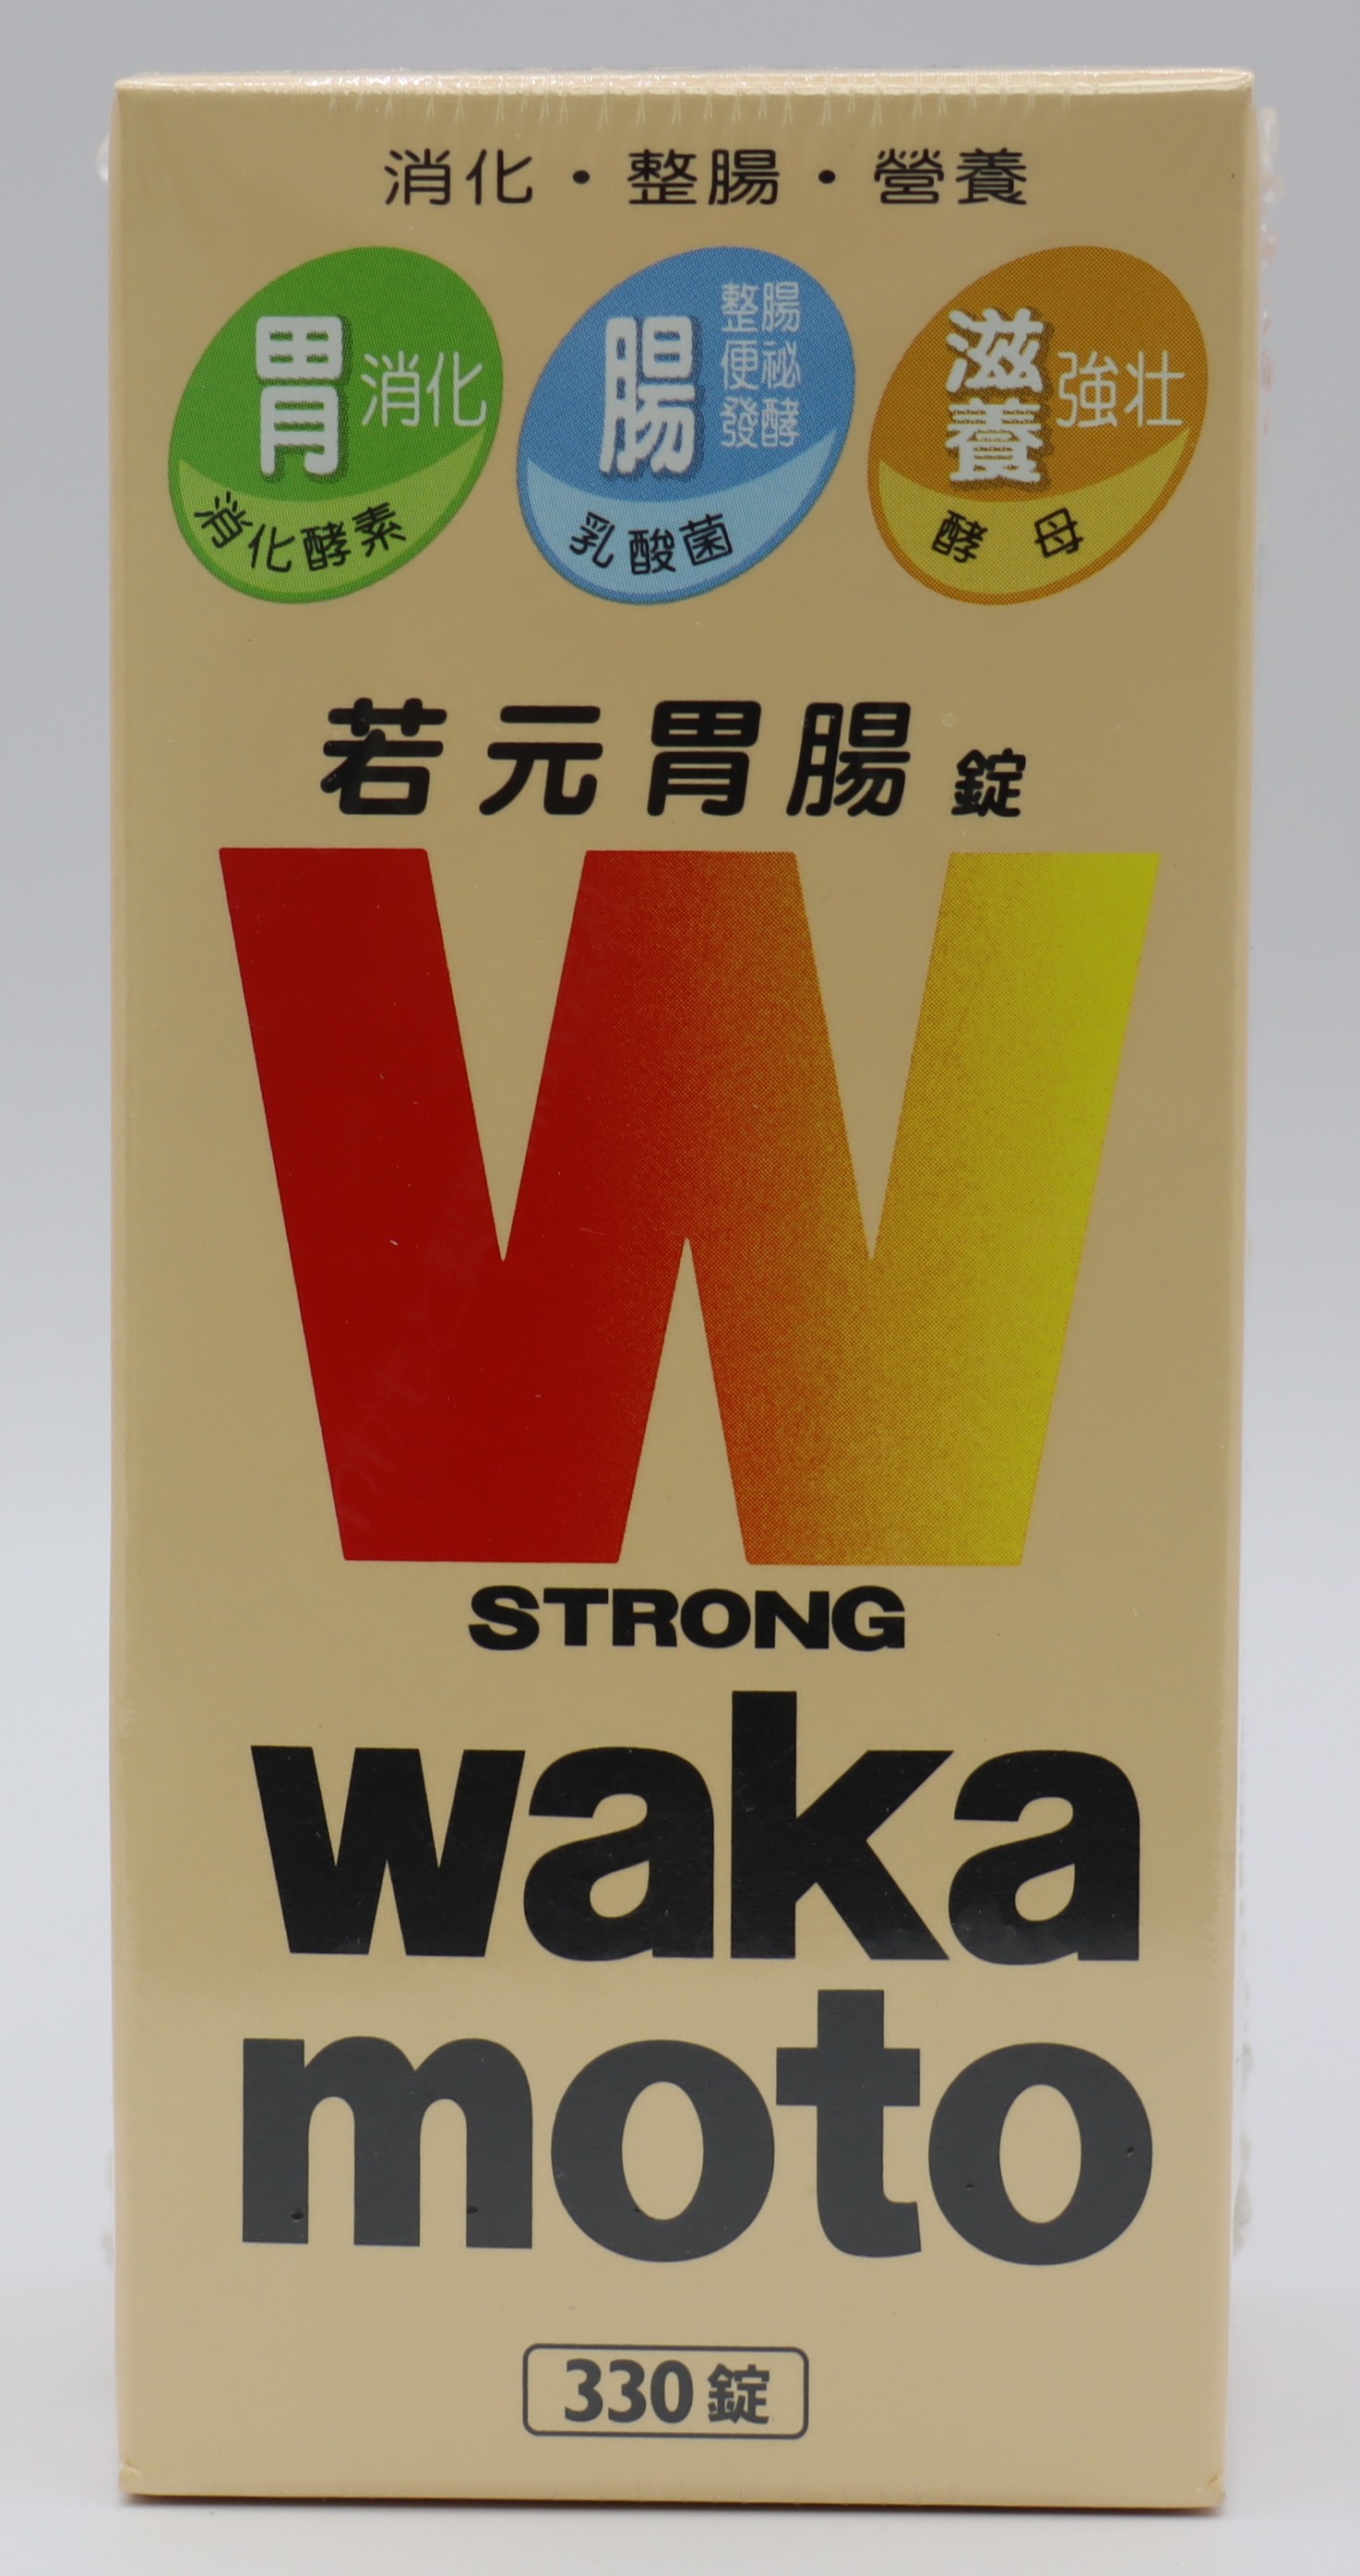 消化・整腸・營養
胃 消化
消化酵素
腸 整腸
便祕
發酵
乳酸菌
滋養 強壮
酵母
若元胃腸錠
W
STRONG
waka
moto
330錠